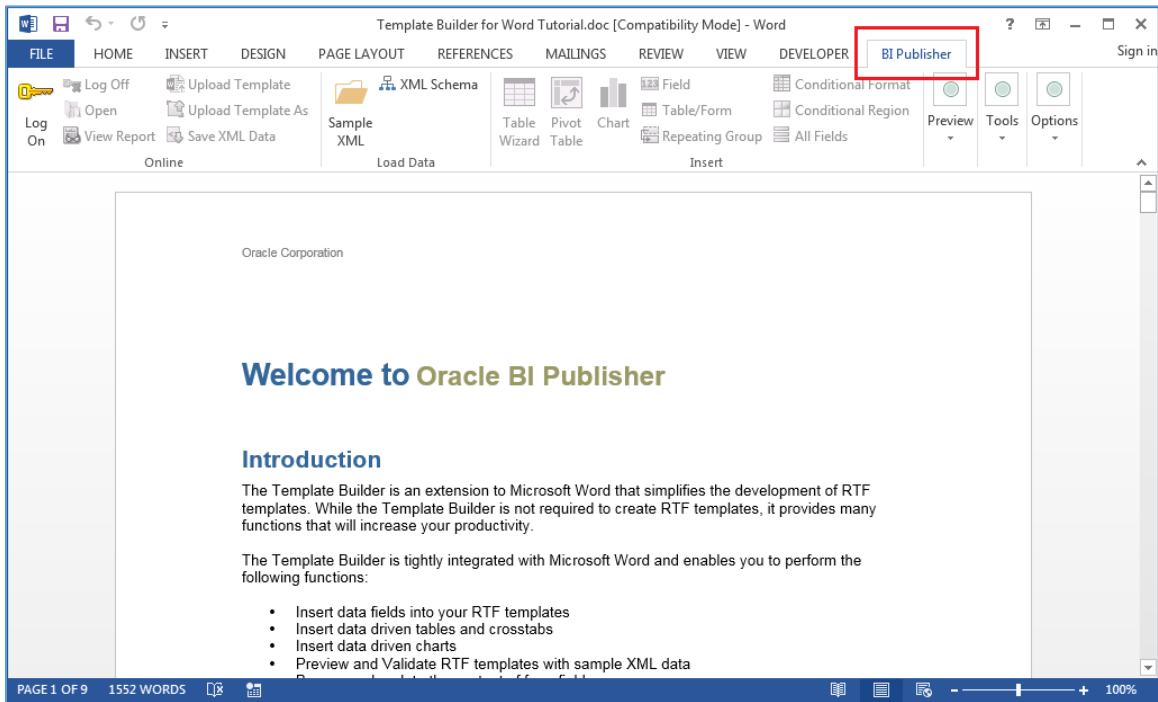 Template Builder for Word Tutorial.doc [Compatibility Mode] - Word
?
FILE HOME INSERT DESIGN PAGE LAYOUT REFERENCES MAILINGS REVIEW VIEW DEVELOPER BI Publisher Sign in
Log On
Log Off
Open
View Report
Upload Template
Upload Template As
Save XML Data
Online
Sample XML
XML Schema
Load Data
Table Wizard
Pivot Table
Chart
123 Field
Table/Form
Repeating Group
Conditional Format
Conditional Region
All Fields
Insert
Preview
Tools
Options
Oracle Corporation
Welcome to Oracle BI Publisher
Introduction
The Template Builder is an extension to Microsoft Word that simplifies the development of RTF
templates. While the Template Builder is not required to create RTF templates, it provides many
functions that will increase your productivity.
The Template Builder is tightly integrated with Microsoft Word and enables you to perform the
following functions:
• Insert data fields into your RTF templates
• Insert data driven tables and crosstabs
• Insert data driven charts
• Preview and Validate RTF templates with sample XML data
PAGE 1 OF 9 1552 WORDS 100%